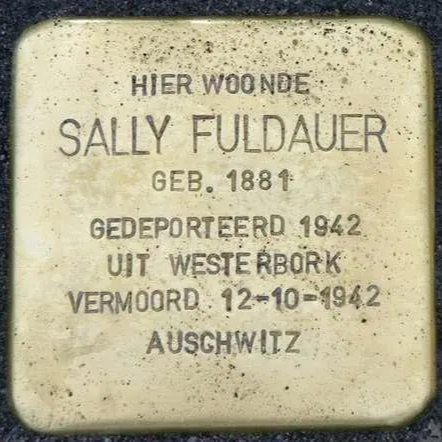 HIER WOONDE
SALLY FULDAUER
GEB. 1881
GEDEPORTEERD 1942
UIT WESTERBORK
VERMOORD 12-10-1942
AUSCHWITZ